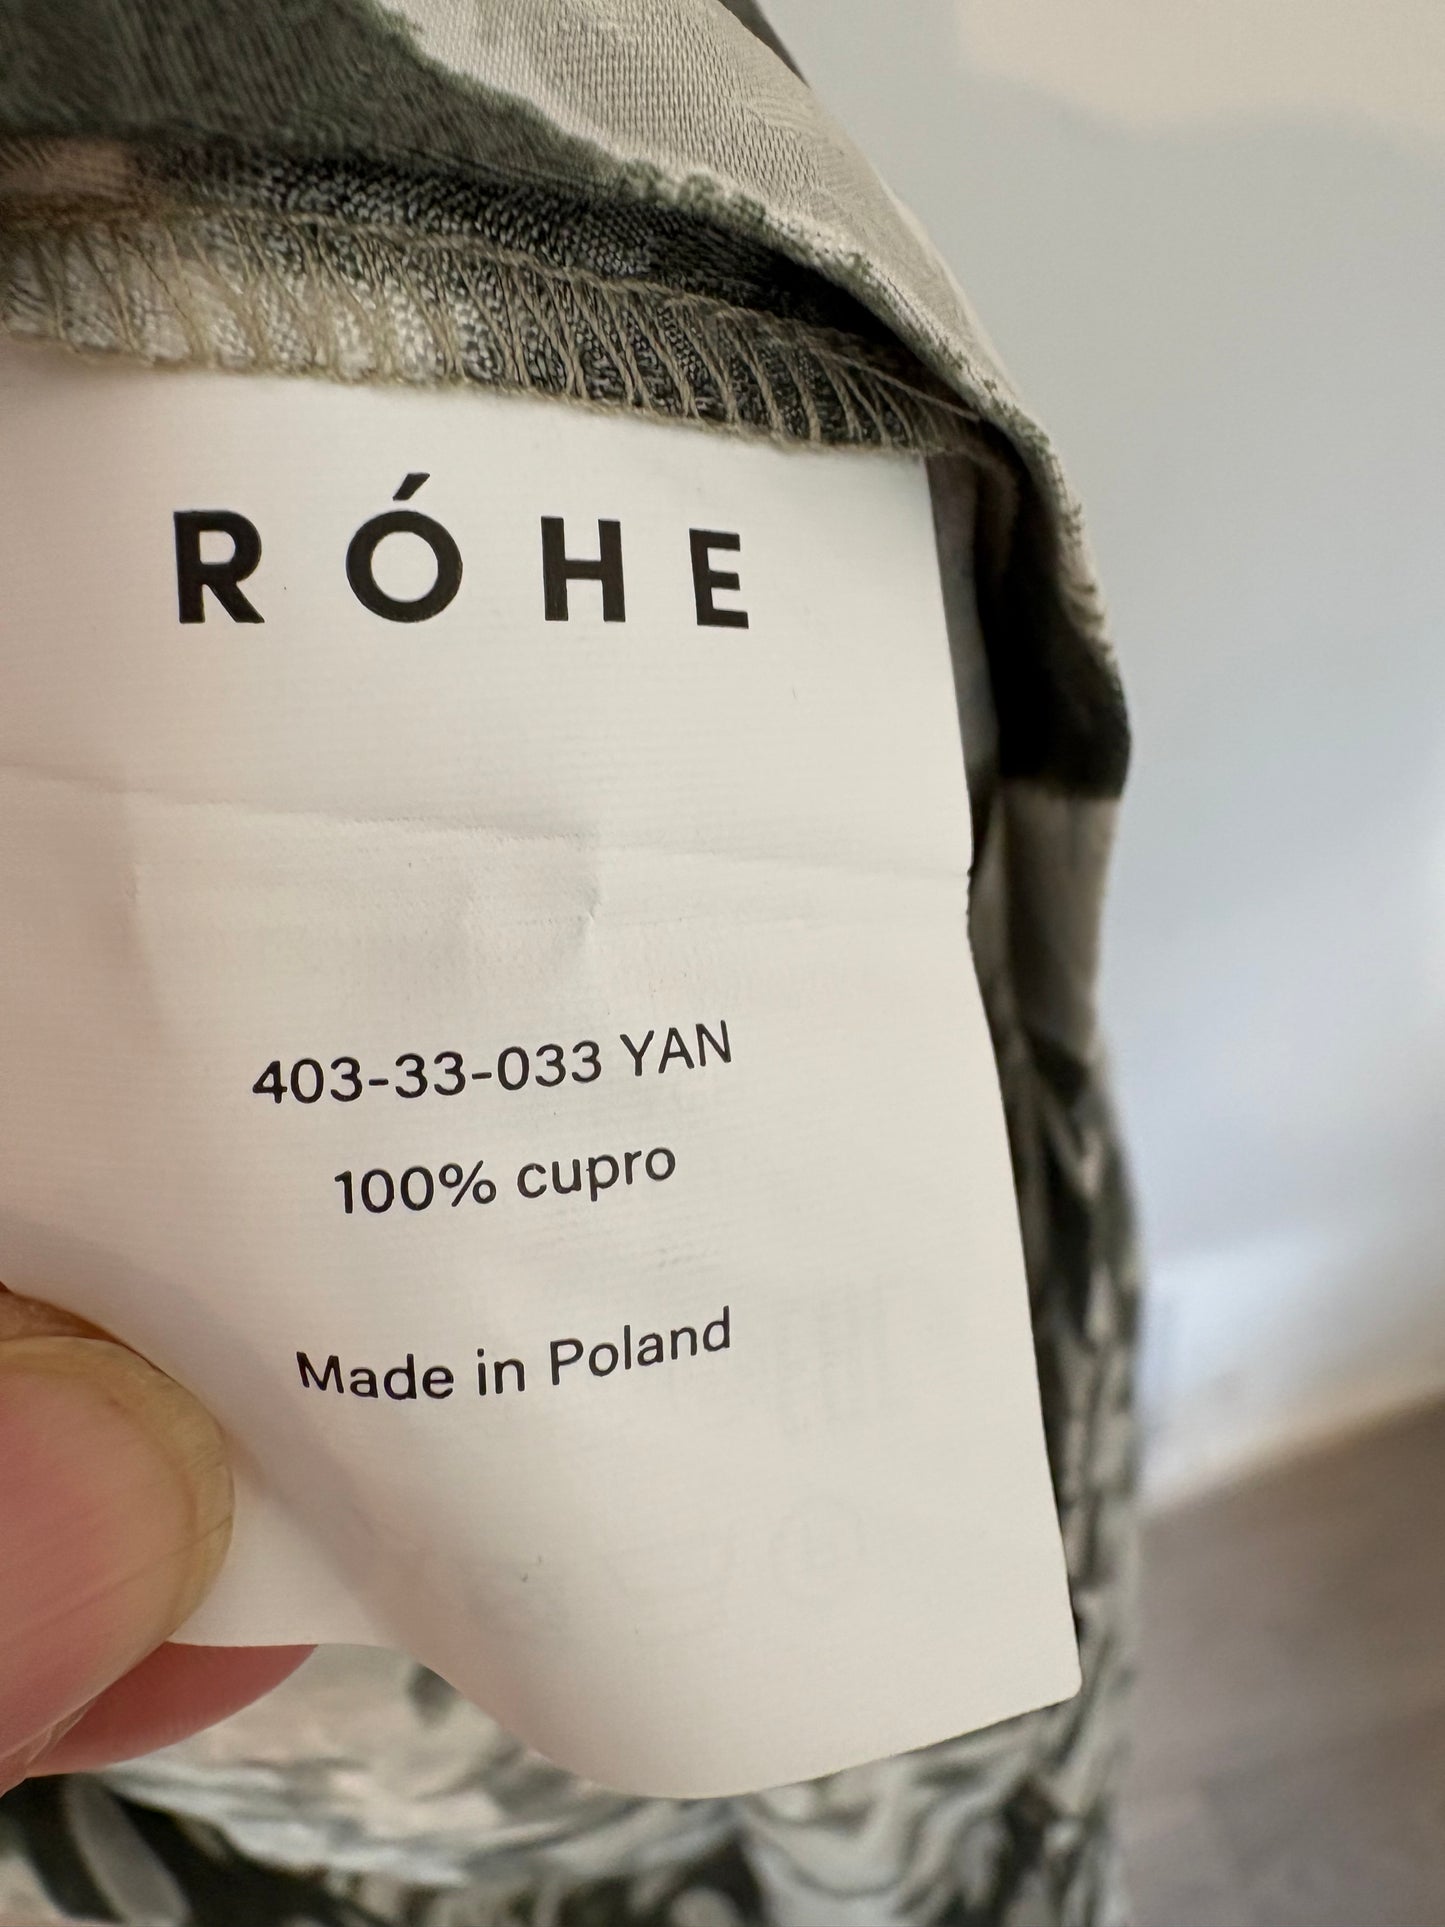 RÓHE
403-33-033 YAN
100% cupro
Made in Poland